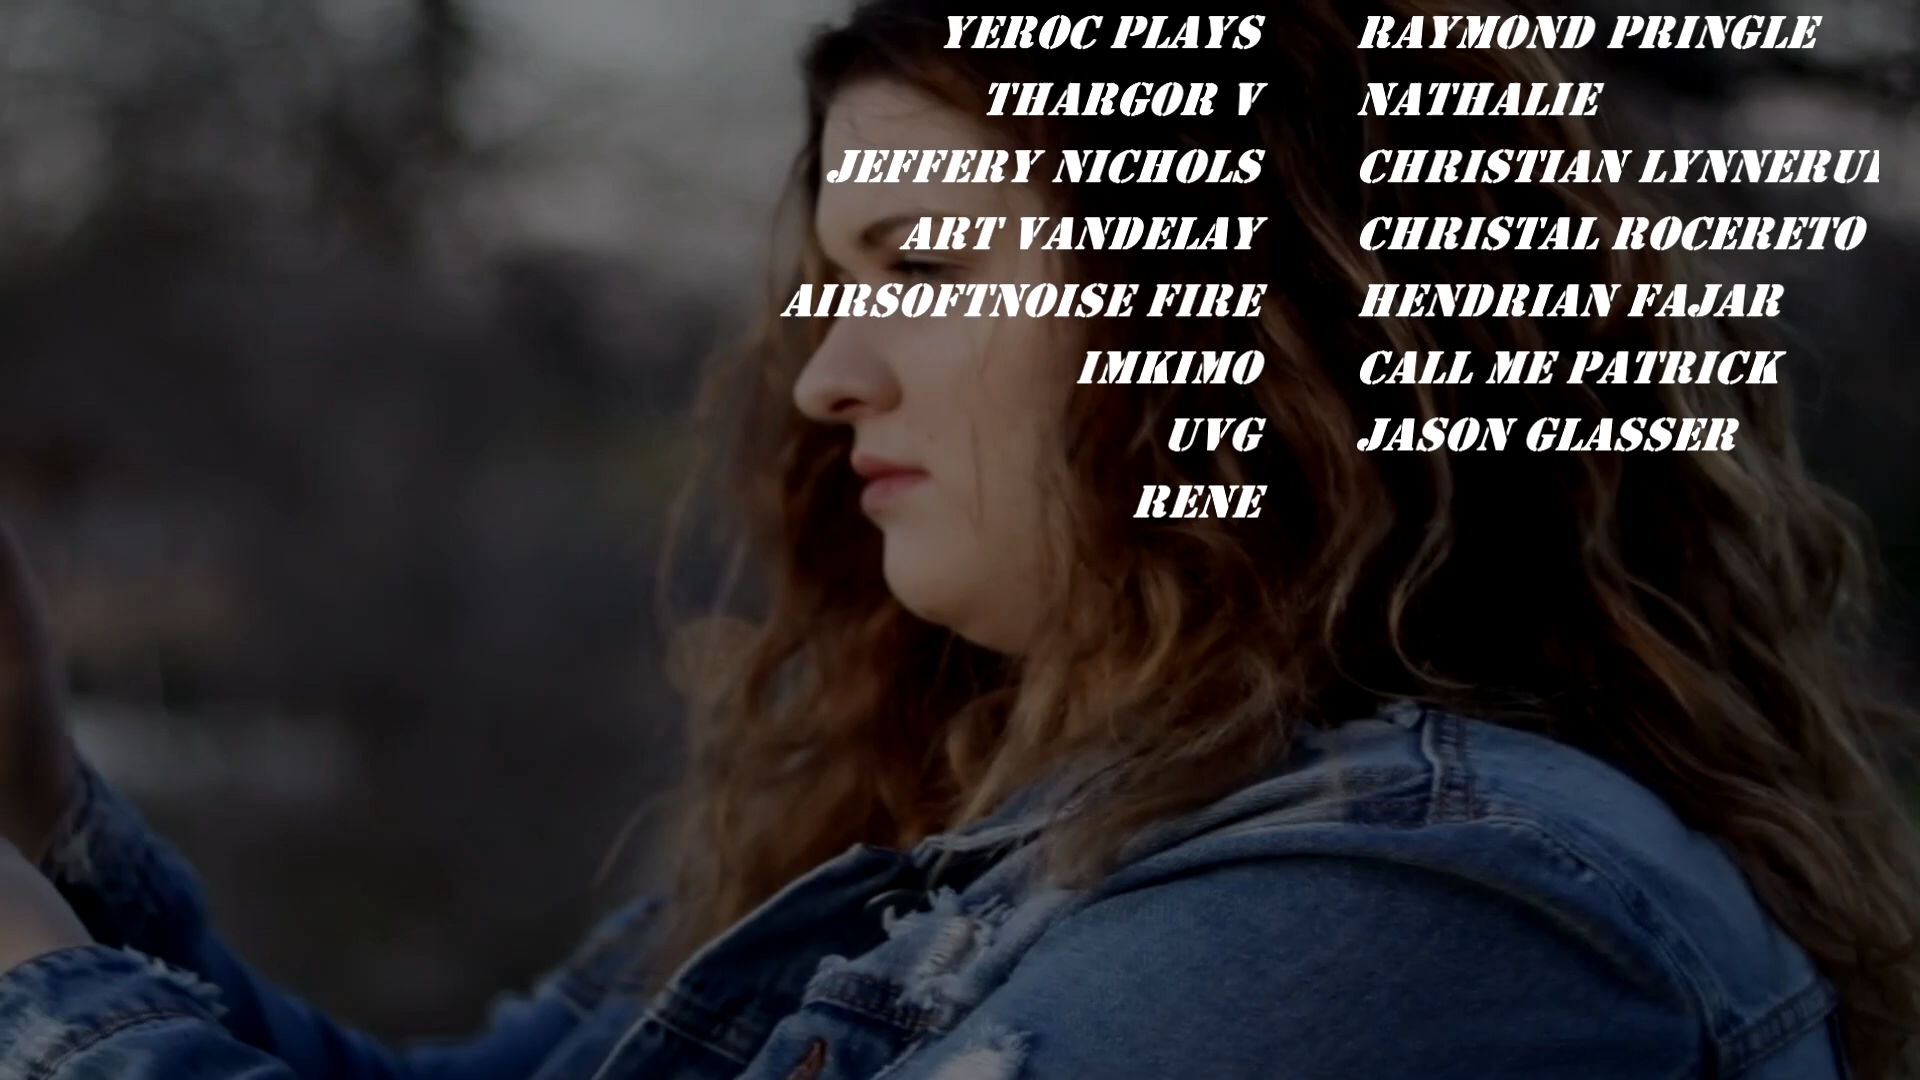 YEROC PLAYS RAYMOND PRINGLE
THARGOR V NATHALIE
JEFFERY NICHOLS CHRISTIAN
ART VANDELAY CHRISTAL ROCERETO
AIRSOFTNOISE FIRE HENDRIAN FAJAR
IMKIMO CALL ME PATRICK
UVG JASON GLASSER
RENE